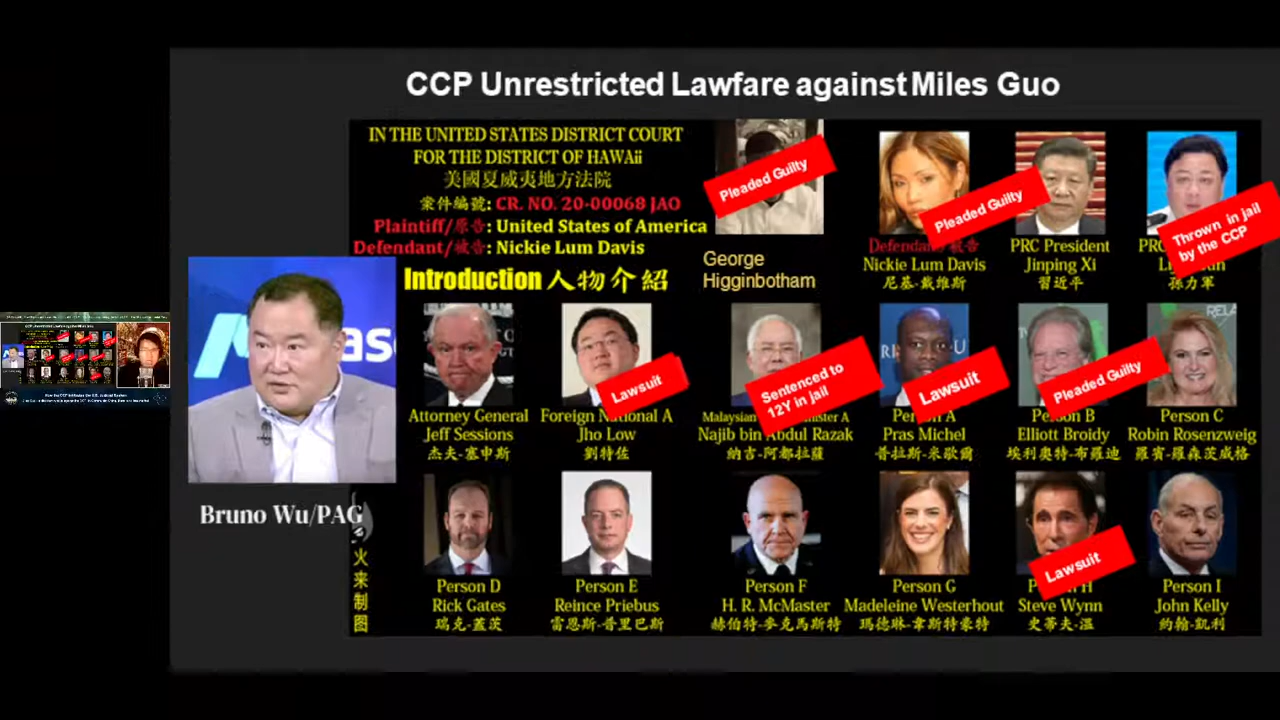 CCP Unrestricted Lawfare against Miles Guo
IN THE UNITED STATES DISTRICT COURT
FOR THE DISTRICT OF HAWAii
美國夏威夷地方法院
案件編號: CR. NO. 20-00068 JAO
Plaintiff/原告: United States of America
Defendant/被告: Nickie Lum Davis
Introduction 人物介紹
Pleaded Guilty
George
Higginbotham
Pleaded Guilty
Defendant/被告
Nickie Lum Davis
尼基-戴維斯
PRC President
Jinping Xi
習近平
Thrown in jail
by the CCP
孫力軍
Bruno Wu/PAG
Attorney General
Jeff Sessions
杰夫-塞申斯
Lawsuit
Foreign National A
Jho Low
劉特佐
Sentenced to
12Y in jail
Malaysian
Najib bin Abdul Razak
納吉-阿都拉薩
Lawsuit
Person A
Pras Michel
普拉斯-米歇爾
Pleaded Guilty
Person B
Elliott Broidy
埃利奧特-布羅迪
Person C
Robin Rosenzweig
羅賓-羅森茨威格
Person D
Rick Gates
瑞克-蓋茨
Person E
Reince Priebus
雷恩斯-普里巴斯
Person F
H. R. McMaster
赫伯特-麥克馬斯特
Person G
Madeleine Westerhout
瑪德琳-韋斯特豪特
Lawsuit
Steve Wynn
史蒂夫-溫
Person I
John Kelly
約翰-凱利
火来制图